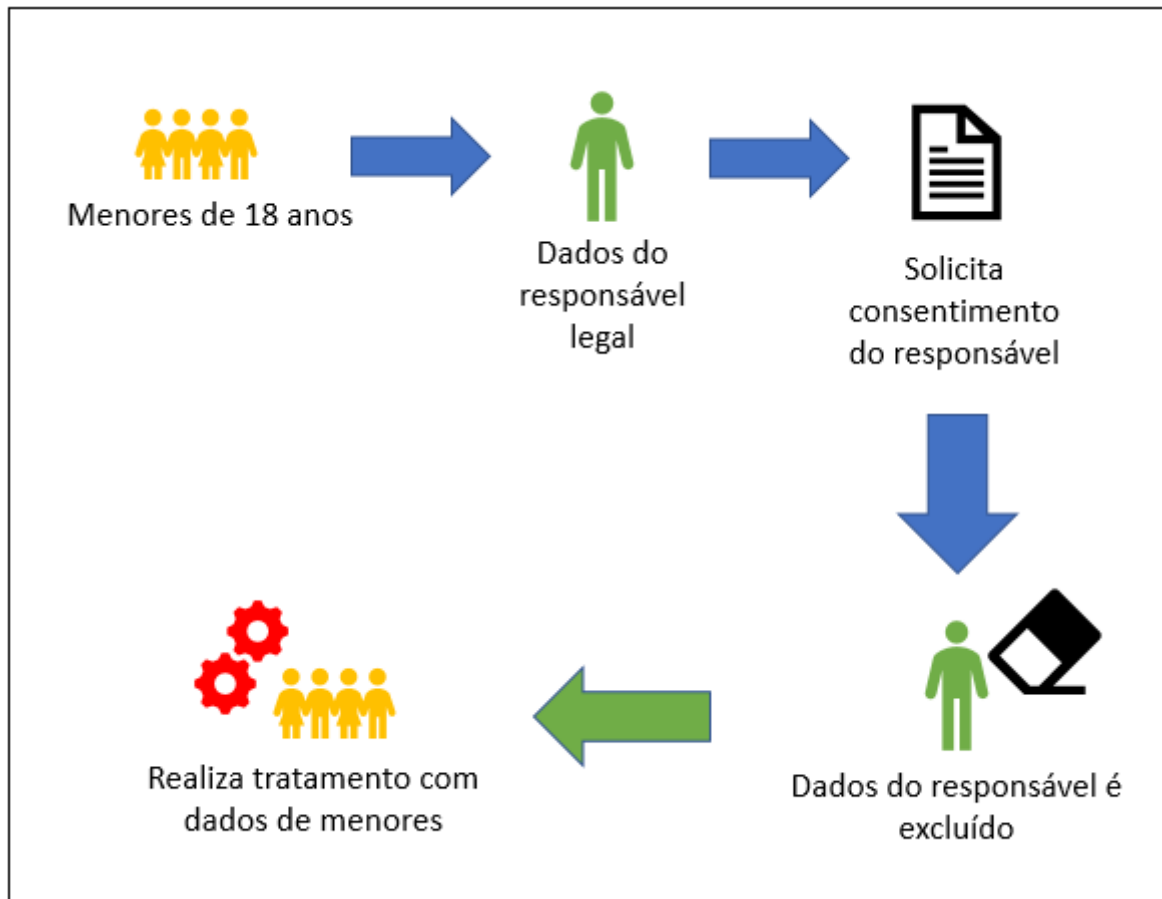 Menores de 18 anos
Dados do
responsável
legal
Solicita
consentimento
do responsável
Dados do responsável é
excluído
Realiza tratamento com
dados de menores